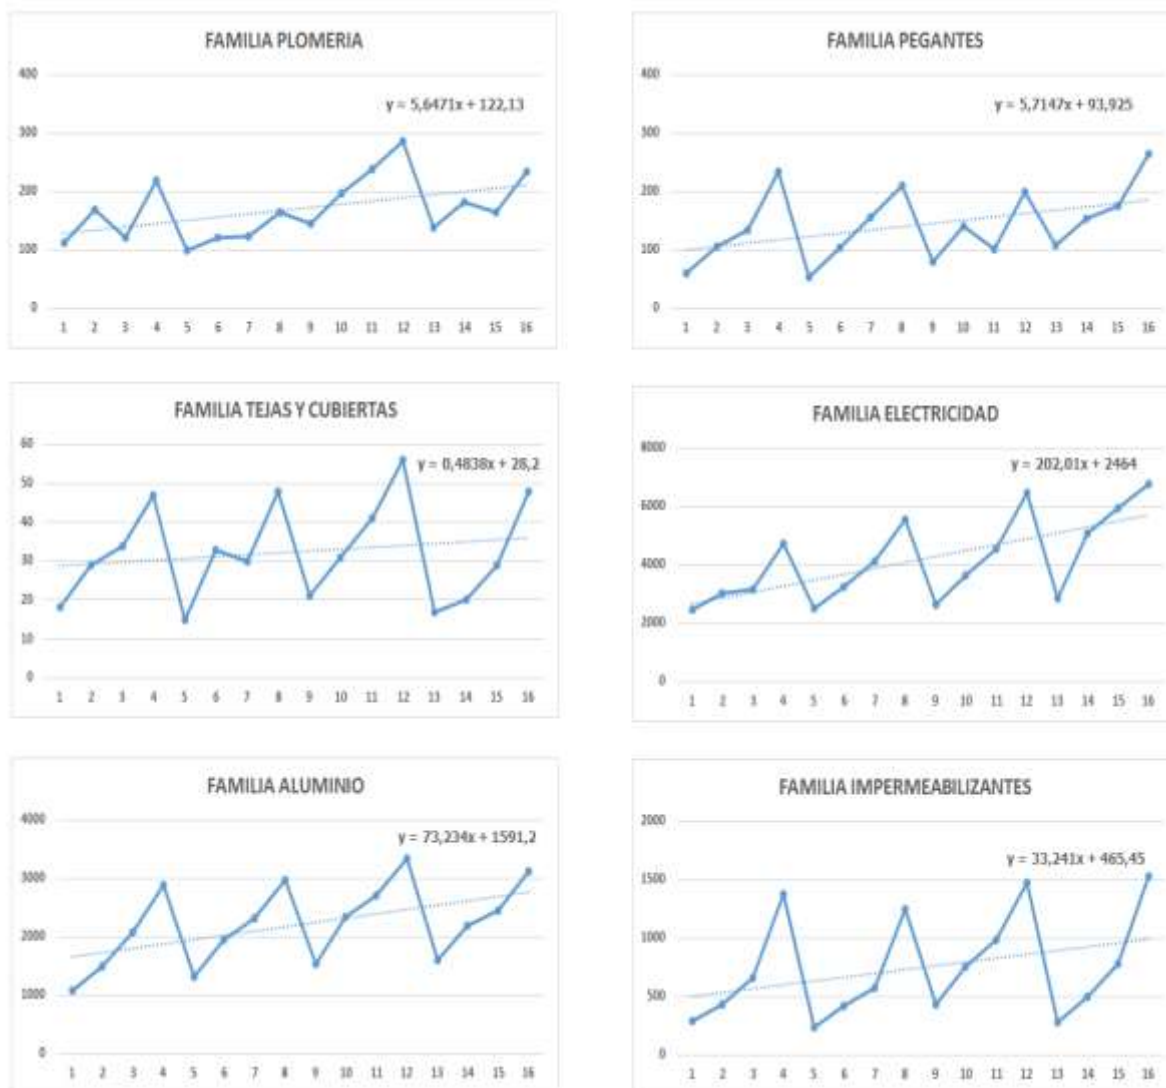 FAMILIA PLOMERIA
400
y = 5,6471x + 122,13
300
200
100
0
1 2 3 4 5 6 7 8 9 10 11 12 13 14 15 16
FAMILIA PEGANTES
400
y = 5,7147x + 93,925
300
200
100
0
1 2 3 4 5 6 7 8 9 10 11 12 13 14 15 16
FAMILIA TEJAS Y CUBIERTAS
60
y = 0,4838x + 28,2
50
40
30
20
10
0
1 2 3 4 5 6 7 8 9 10 11 12 13 14 15 16
FAMILIA ELECTRICIDAD
8000
y = 202,01x + 2464
6000
4000
2000
0
1 2 3 4 5 6 7 8 9 10 11 12 13 14 15 16
FAMILIA ALUMINIO
4000
y = 73,234x + 1591,2
3000
2000
1000
0
1 2 3 4 5 6 7 8 9 10 11 12 13 14 15 16
FAMILIA IMPERMEABILIZANTES
2000
y = 33,241x + 465,45
1500
1000
500
0
1 2 3 4 5 6 7 8 9 10 11 12 13 14 15 16